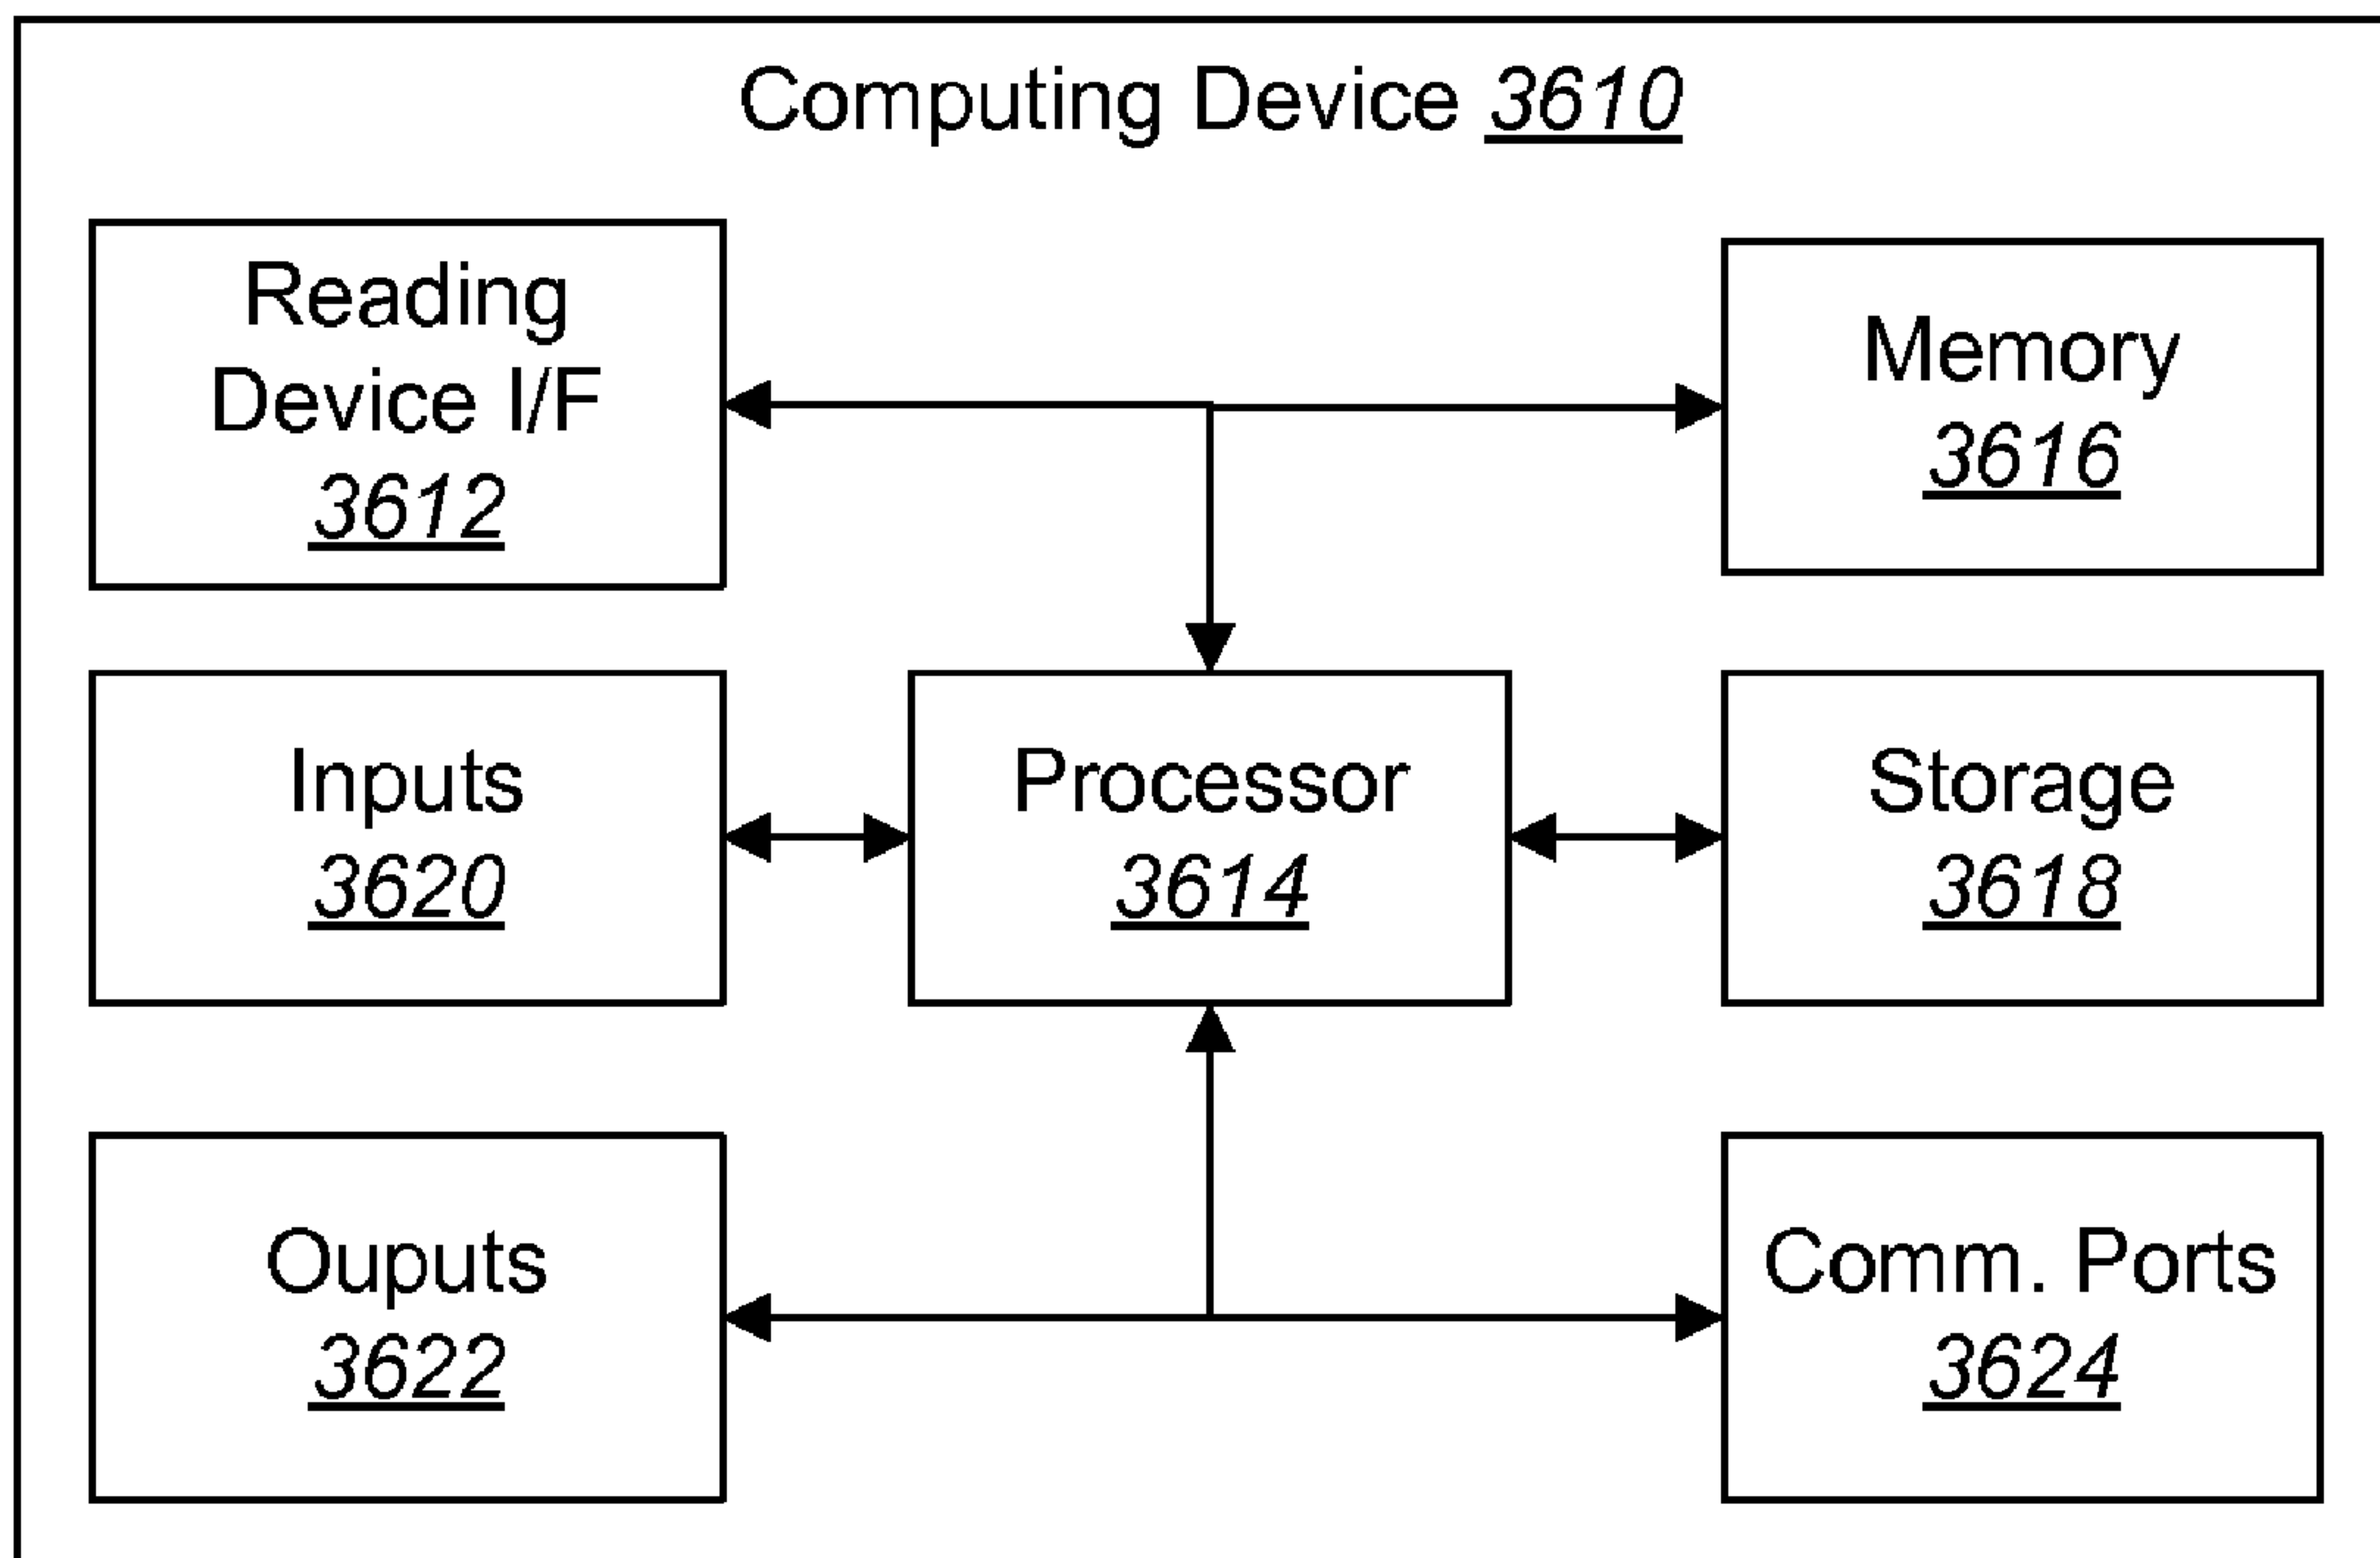 Computing Device 3610
Reading
Device I/F
3612
Memory
3616
Inputs
3620
Processor
3614
Storage
3618
Ouputs
3622
Comm. Ports
3624